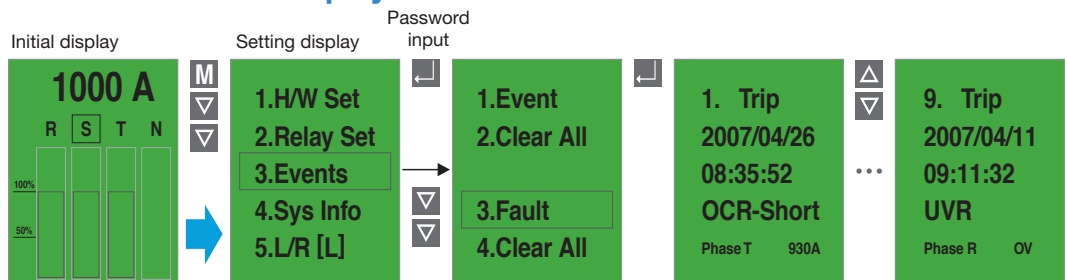 Password
input
Initial display
Setting display
1000 A
R S T N
100%
50%
M
1.H/W Set
2.Relay Set
3.Events
4.Sys Info
5.L/R [L]
1.Event
2.Clear All
3.Fault
4.Clear All
1. Trip
2007/04/26
08:35:52
OCR-Short
Phase T 930A
...
9. Trip
2007/04/11
09:11:32
UVR
Phase R OV